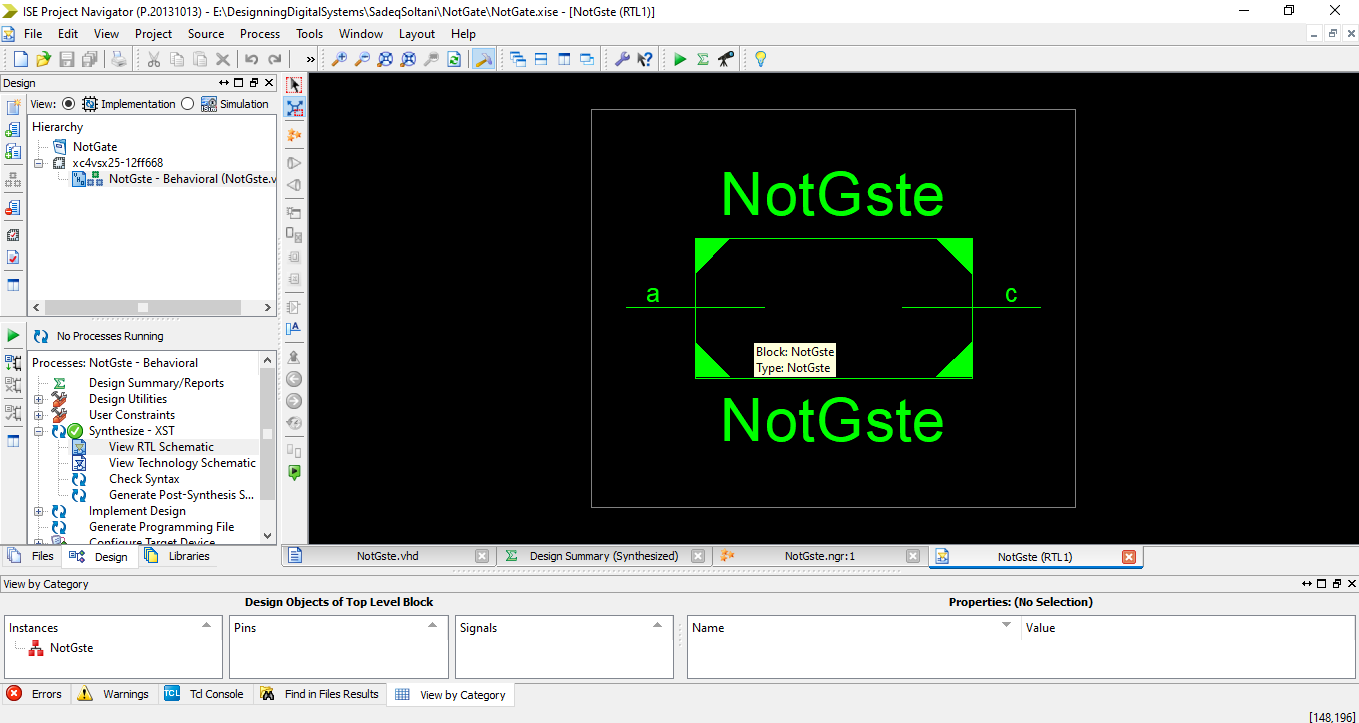 ISE Project Navigator (P.20131013) - E:\DesignningDigitalSystems\SadeqSoltani\NotGate\NotGate.xise - [NotGste (RTL1)]
File Edit View Project Source Process Tools Window Layout Help
»
Design
View: Implementation Simulation
Hierarchy
NotGate
xc4vsx25-12ff668
NotGste - Behavioral (NotGste.v
No Processes Running
Processes: NotGste - Behavioral
Design Summary/Reports
Design Utilities
User Constraints
Synthesize - XST
View RTL Schematic
View Technology Schematic
Check Syntax
Generate Post-Synthesis S...
Implement Design
Generate Programming File
Configure Target Device
Files Design Libraries
NotGste
a
c
Block: NotGste
Type: NotGste
NotGste
NotGste.vhd Design Summary (Synthesized) NotGste.ngr:1 NotGste (RTL1)
View by Category
Design Objects of Top Level Block Properties: (No Selection)
Instances Pins Signals Name Value
NotGste
Errors Warnings Tcl Console Find in Files Results View by Category
[148,196]